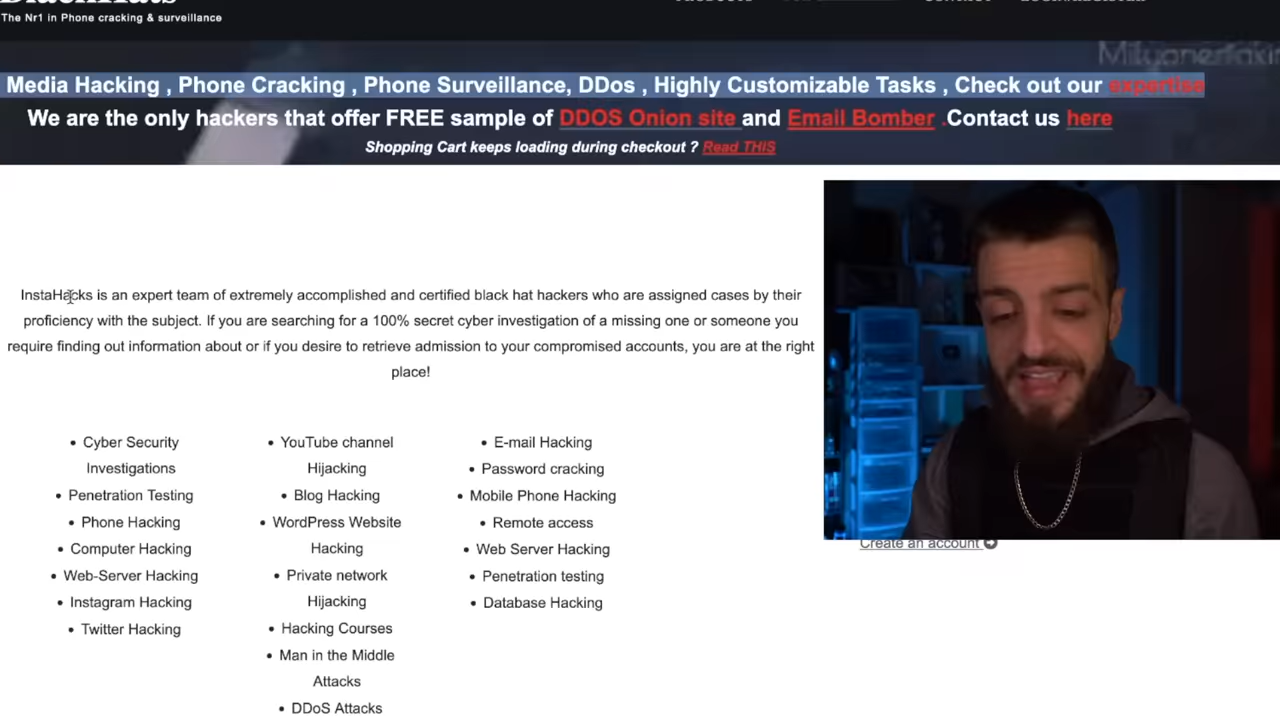 The Nr1 in Phone cracking & surveillance
Media Hacking , Phone Cracking , Phone Surveillance, DDos , Highly Customizable Tasks , Check out our expertise
We are the only hackers that offer FREE sample of DDOS Onion site and Email Bomber .Contact us here
Shopping Cart keeps loading during checkout ? Read THIS
InstaHacks is an expert team of extremely accomplished and certified black hat hackers who are assigned cases by their
proficiency with the subject. If you are searching for a 100% secret cyber investigation of a missing one or someone you
require finding out information about or if you desire to retrieve admission to your compromised accounts, you are at the right
place!
Cyber Security
Investigations
Penetration Testing
Phone Hacking
Computer Hacking
Web-Server Hacking
Instagram Hacking
Twitter Hacking
YouTube channel
Hijacking
Blog Hacking
WordPress Website
Hacking
Private network
Hijacking
Hacking Courses
Man in the Middle
Attacks
DDoS Attacks
E-mail Hacking
Password cracking
Mobile Phone Hacking
Remote access
Web Server Hacking
Penetration testing
Database Hacking
Create an account